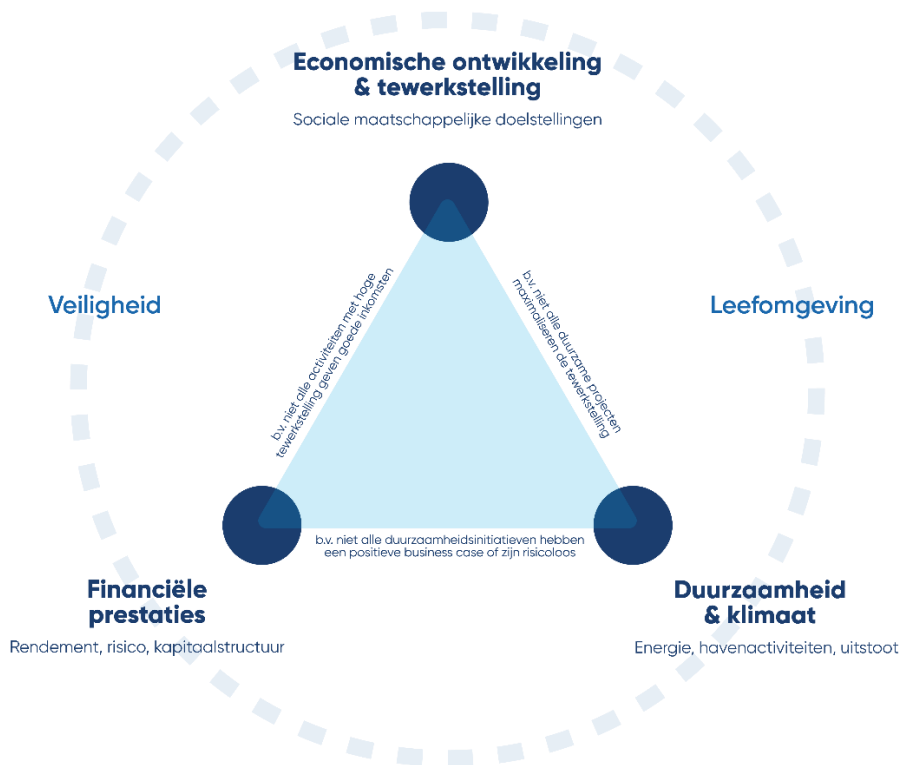 Economische ontwikkeling
& tewerkstelling
Sociale maatschappelijke doelstellingen
Veiligheid
Leefomgeving
b.v. niet alle activiteiten met hoge
tewerkstelling geven goede inkomsten
b.v. niet alle duurzame projecten
maximaliseren de tewerkstelling
b.v. niet alle duurzaamheidsinitiatieven hebben
een positieve business case of zijn risicoloos
Financiële
prestaties
Rendement, risico, kapitaalstructuur
Duurzaamheid
& klimaat
Energie, havenactiviteiten, uitstoot